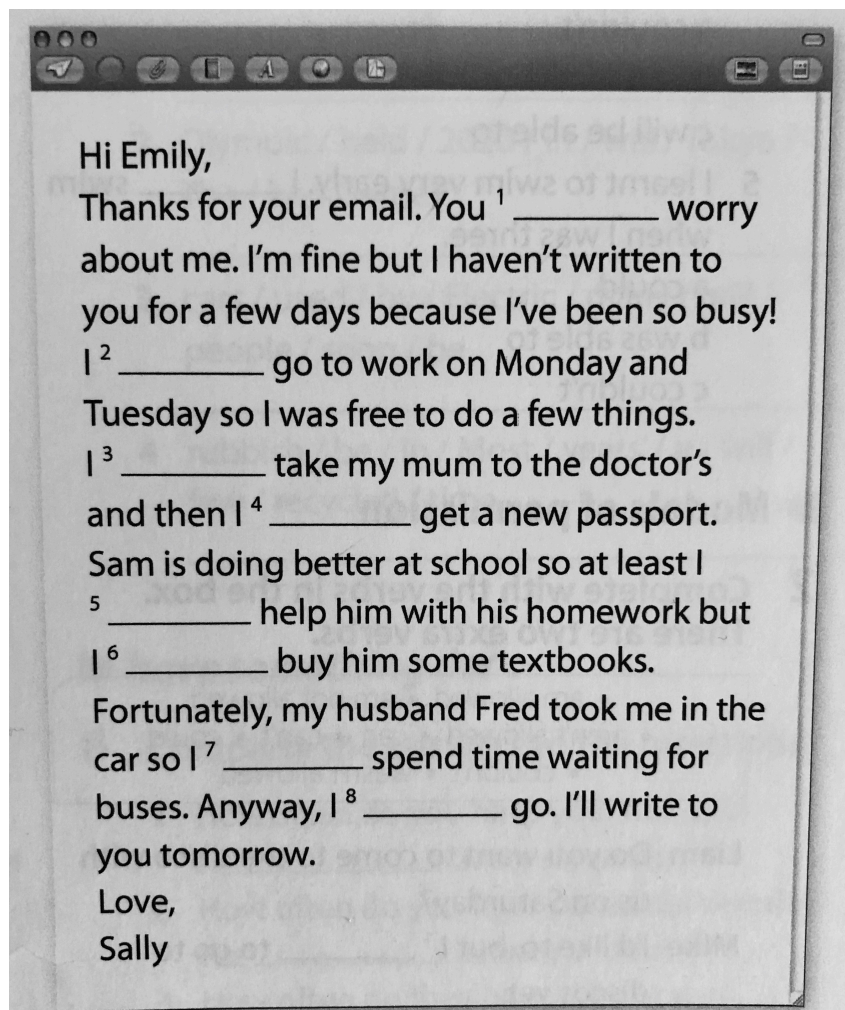 Hi Emily,
Thanks for your email. You 1 ________ worry
about me. I'm fine but I haven't written to
you for a few days because I've been so busy!
I 2 ________ go to work on Monday and
Tuesday so I was free to do a few things.
I 3 ________ take my mum to the doctor's
and then I 4 ________ get a new passport.
Sam is doing better at school so at least I
5 ________ help him with his homework but
I 6 ________ buy him some textbooks.
Fortunately, my husband Fred took me in the
car so I 7 ________ spend time waiting for
buses. Anyway, I 8 ________ go. I'll write to
you tomorrow.
Love,
Sally